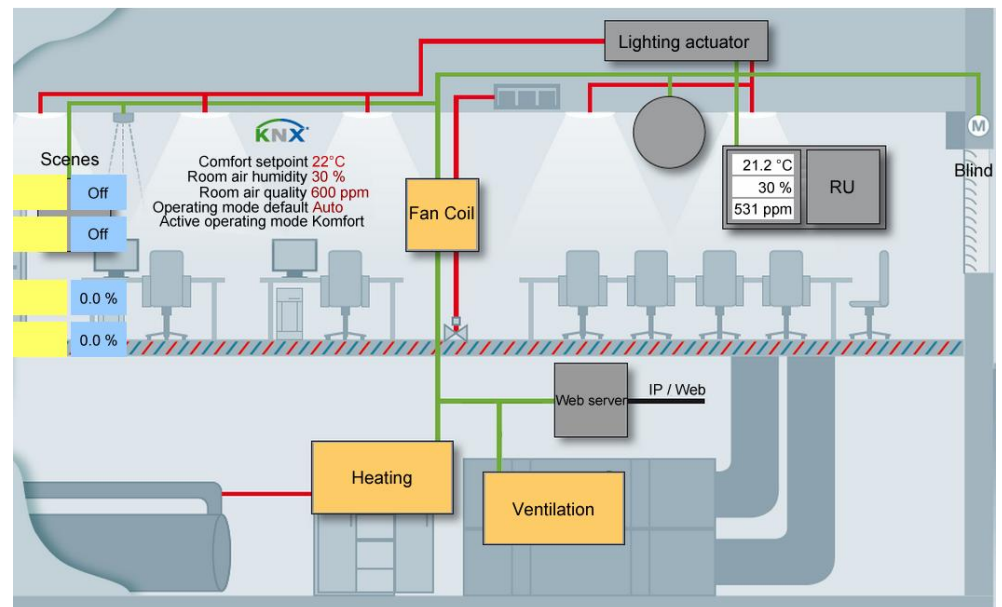 Lighting actuator
KNX
M
Scenes
Comfort setpoint 22°C
Room air humidity 30 %
Room air quality 600 ppm
Operating mode default Auto
Active operating mode Komfort
21.2 °C
30 %
531 ppm
RU
Blind
Off
Off
Fan Coil
0.0 %
0.0 %
Web server
IP / Web
Heating
Ventilation